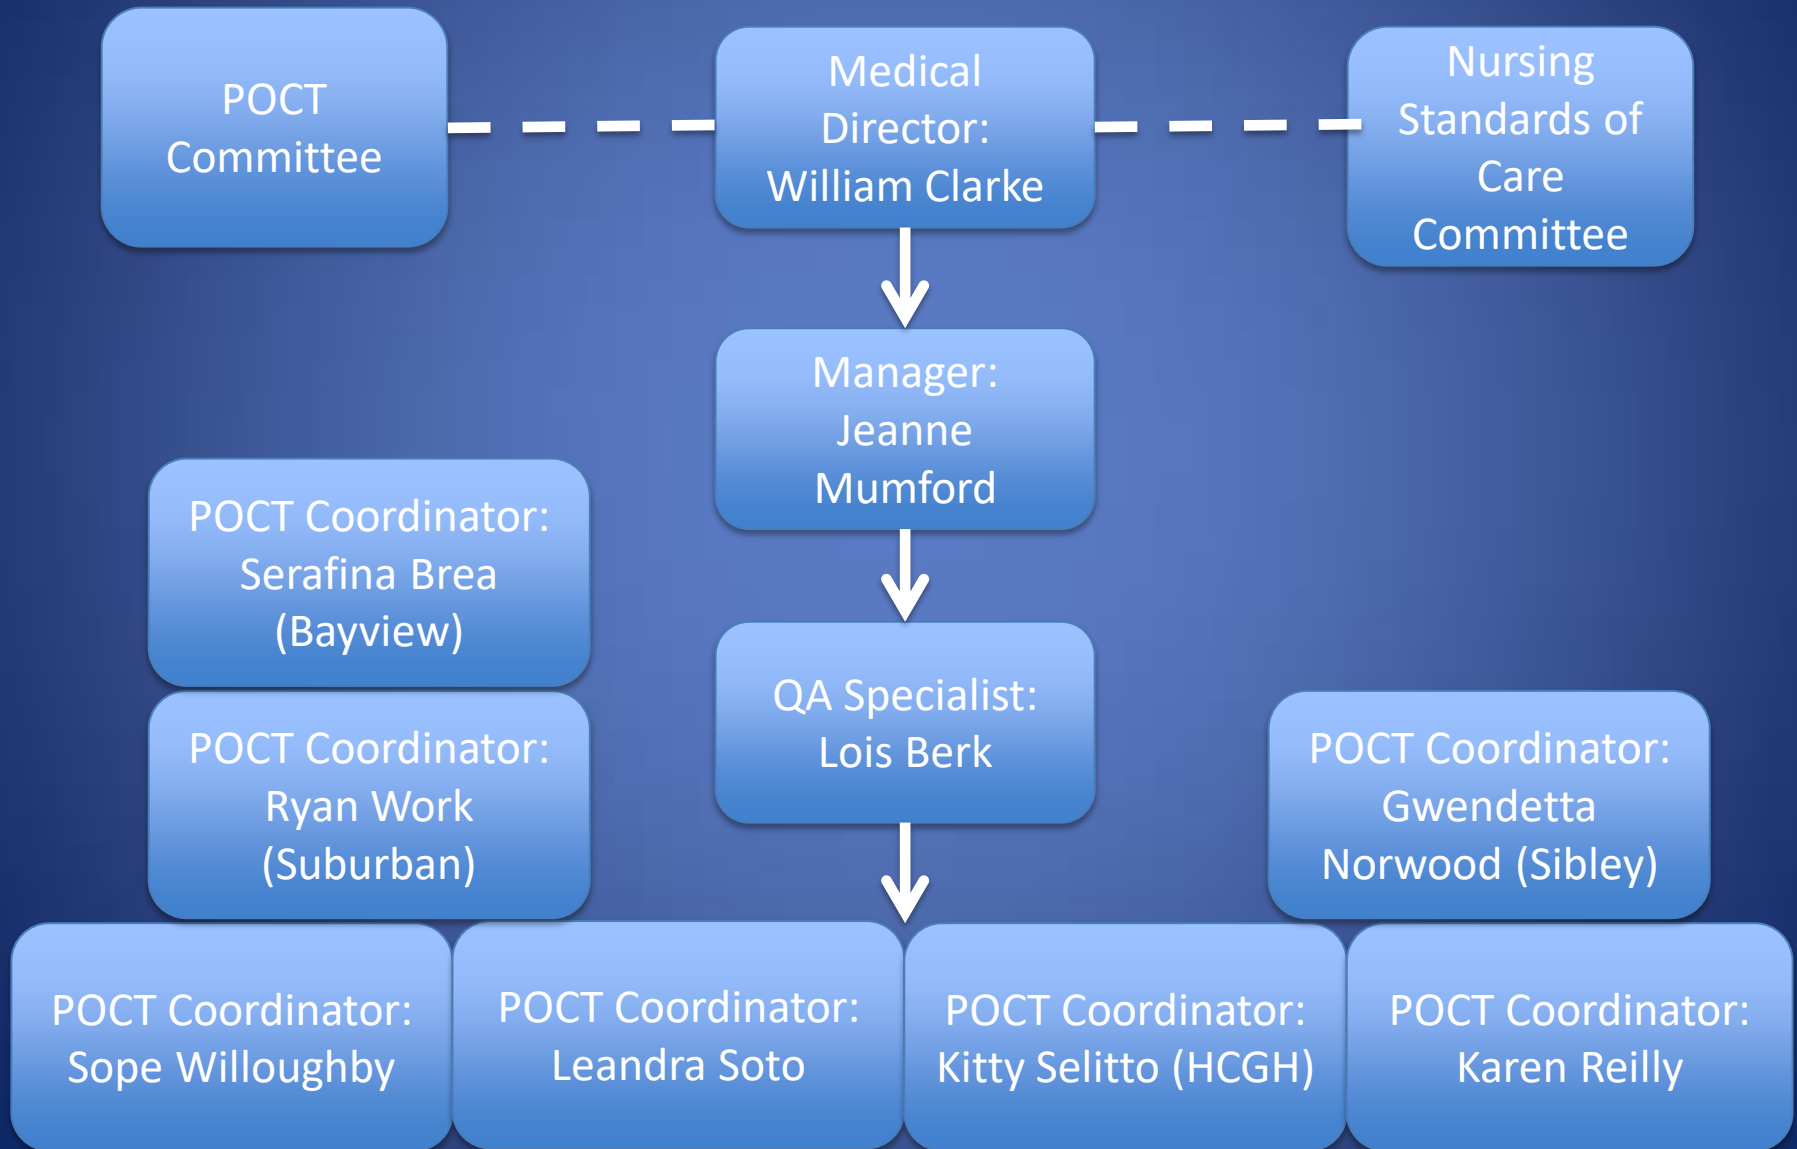 POCT
Committee
Medical
Director:
William Clarke
Nursing
Standards of
Care
Committee
Manager:
Jeanne
Mumford
POCT Coordinator:
Serafina Brea
(Bayview)
QA Specialist:
Lois Berk
POCT Coordinator:
Ryan Work
(Suburban)
POCT Coordinator:
Gwendetta
Norwood (Sibley)
POCT Coordinator:
Sope Willoughby
POCT Coordinator:
Leandra Soto
POCT Coordinator:
Kitty Selitto (HCGH)
POCT Coordinator:
Karen Reilly